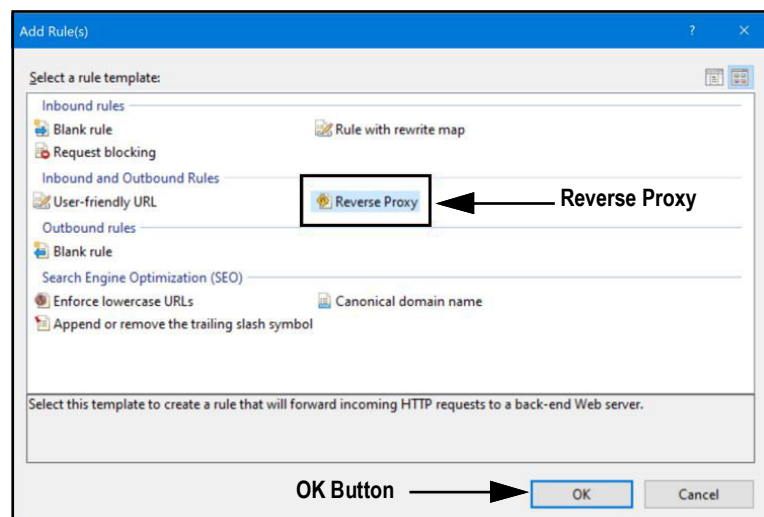 Add Rule(s)
Select a rule template:
Inbound rules
Blank rule Rule with rewrite map
Request blocking
Inbound and Outbound Rules
User-friendly URL Reverse Proxy Reverse Proxy
Outbound rules
Blank rule
Search Engine Optimization (SEO)
Enforce lowercase URLs Canonical domain name
Append or remove the trailing slash symbol
Select this template to create a rule that will forward incoming HTTP requests to a back-end Web server.
OK Button OK Cancel